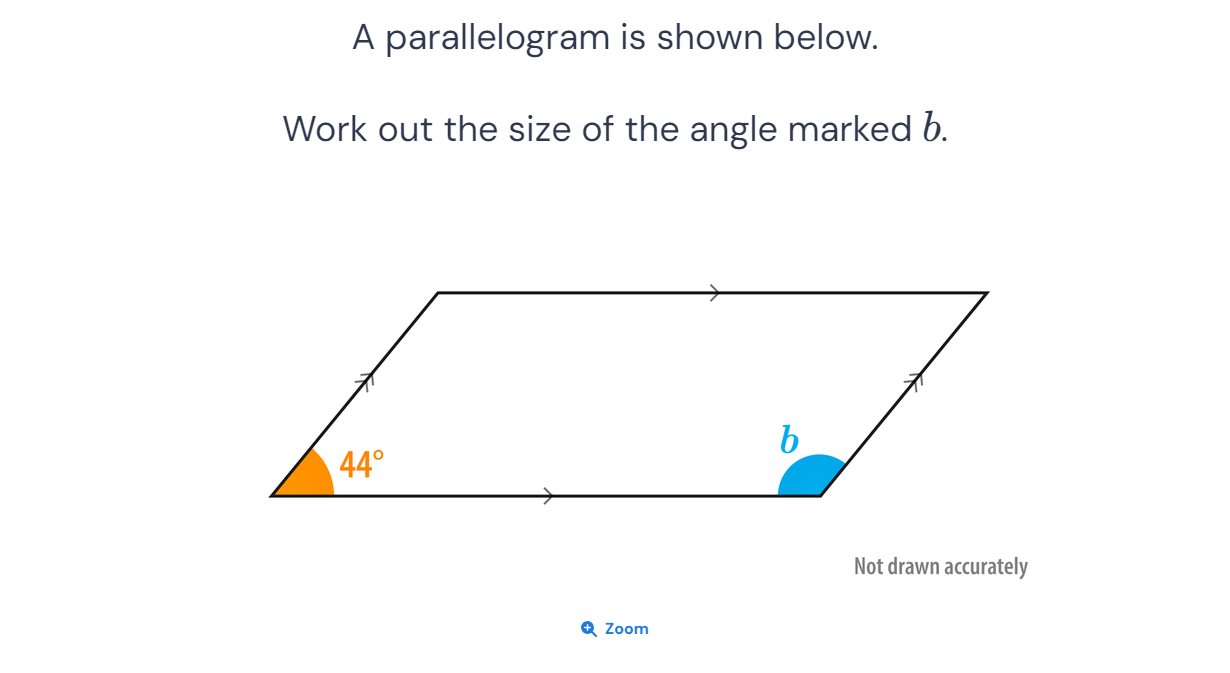 A parallelogram is shown below.
Work out the size of the angle marked b.
44°
b
Not drawn accurately
Zoom